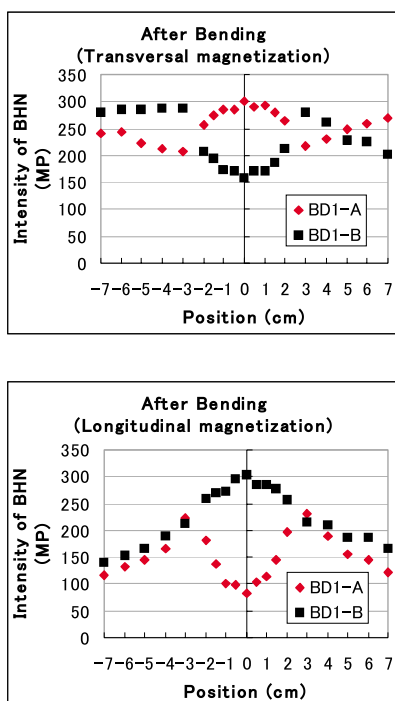 After Bending
(Transversal magnetization)
Intensity of BHN
(MP)
350
300
250
200
150
100
50
0
BD1-A
BD1-B
-7 -6 -5 -4 -3 -2 -1 0 1 2 3 4 5 6 7
Position (cm)
After Bending
(Longitudinal magnetization)
Intensity of BHN
(MP)
350
300
250
200
150
100
50
0
BD1-A
BD1-B
-7 -6 -5 -4 -3 -2 -1 0 1 2 3 4 5 6 7
Position (cm)